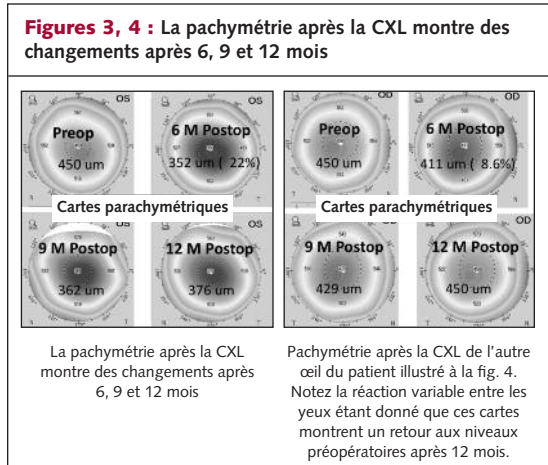 Figures 3, 4 : La pachymétrie après la CXL montre des
changements après 6, 9 et 12 mois
OS
Preop
450 um
OS
6 M Postop
352 um ( 22%)
Cartes parachymétriques
OS
9 M Postop
362 um
OS
12 M Postop
376 um
OD
Preop
450 um
OD
6 M Postop
411 um ( 8.6%)
Cartes parachymétriques
OD
9 M Postop
429 um
OD
12 M Postop
450 um
La pachymétrie après la CXL
montre des changements après
6, 9 et 12 mois
Pachymétrie après la CXL de l'autre
œil du patient illustré à la fig. 4.
Notez la réaction variable entre les
yeux étant donné que ces cartes
montrent un retour aux niveaux
préopératoires après 12 mois.